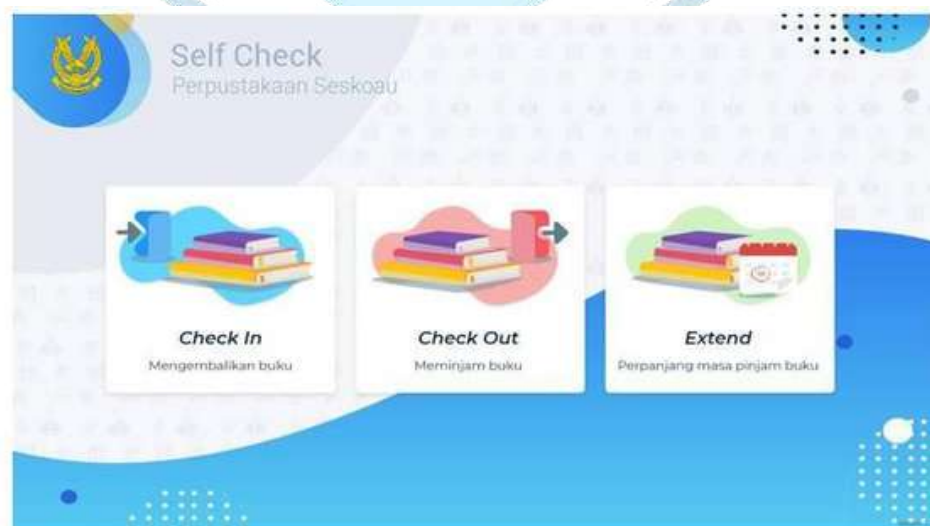 Self Check
Perpustakaan Seskoau
Check In
Mengembalikan buku
Check Out
Meminjam buku
Extend
Perpanjang masa pinjam buku